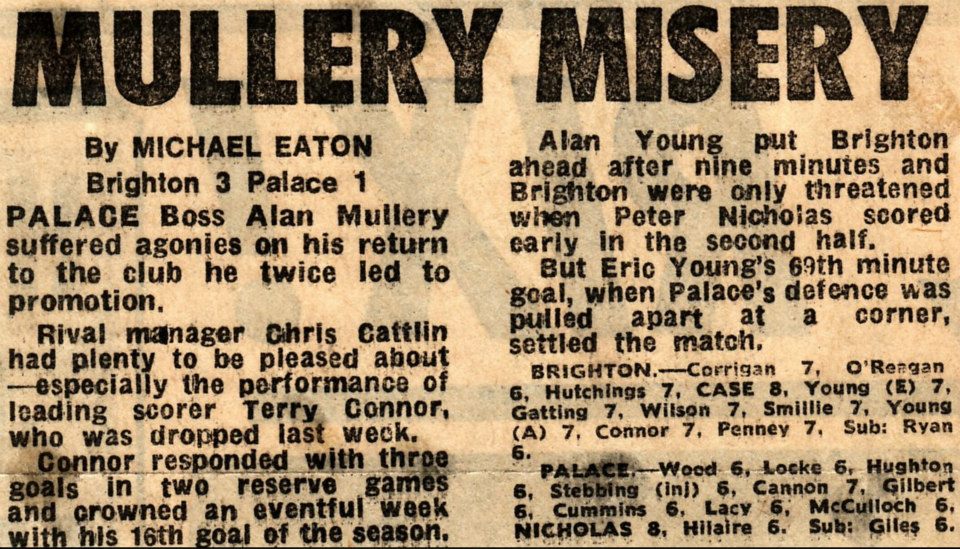 MULLERY MISERY
By MICHAEL EATON
Brighton 3 Palace 1
PALACE Boss Alan Mullery
suffered agonies on his return
to the club he twice led to
promotion.
Rival manager Chris Cattlin
had plenty to be pleased about
—especially the performance of
leading scorer Terry Connor,
who was dropped last week.
Connor responded with three
goals in two reserve games
and crowned an eventful week
with his 16th goal of the season.
Alan Young put Brighton
ahead after nine minutes and
Brighton were only threatened
when Peter Nicholas scored
early in the second half.
But Eric Young's 69th minute
goal, when Palace's defence was
pulled apart at a corner,
settled the match.
BRIGHTON.—Corrigan 7, O'Reagan
6, Hutchings 7, CASE 8, Young (E) 7,
Gatting 7, Wilson 7, Smillie 7, Young
(A) 7, Connor 7, Penney 7, Sub: Ryan
6.
PALACE.—Wood 6, Locke 6, Hughton
6, Stebbing (inj) 6, Cannon 7, Gilbert
6, Cummins 6, Lacy 6, McCulloch 6,
NICHOLAS 8, Hilaire 6. Sub: Giles 6.